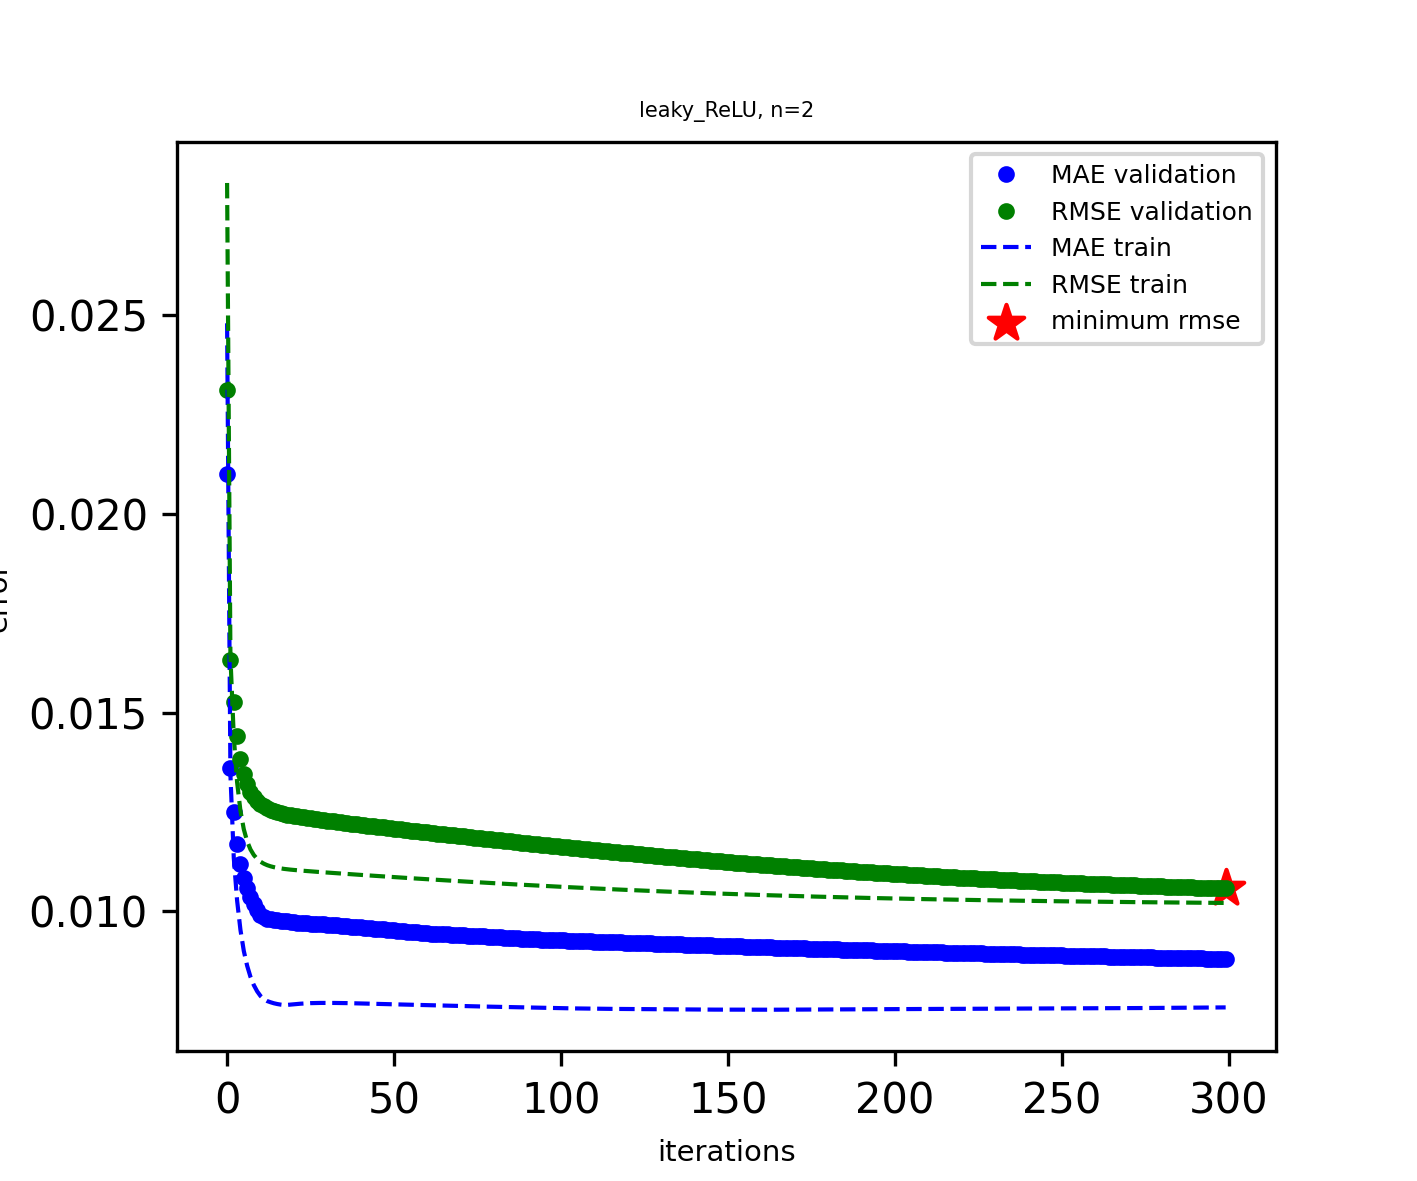 leaky_ReLU, n=2
MAE validation
RMSE validation
MAE train
RMSE train
minimum rmse
0.025
0.020
0.015
0.010
0 50 100 150 200 250 300
iterations